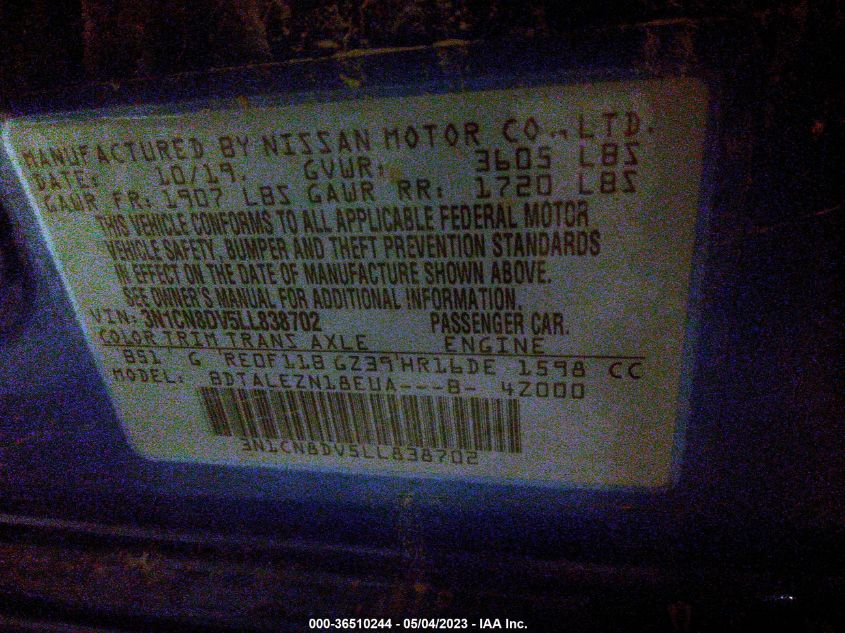 MANUFACTURED BY NISSAN MOTOR CO., LTD.
DATE: 10/19. GVWR: 3605 LBS
GAWR FR: 1907 LBS GAWR RR: 1720 LBS
THIS VEHICLE CONFORMS TO ALL APPLICABLE FEDERAL MOTOR
VEHICLE SAFETY, BUMPER AND THEFT PREVENTION STANDARDS
IN EFFECT ON THE DATE OF MANUFACTURE SHOWN ABOVE.
SEE OWNER'S MANUAL FOR ADDITIONAL INFORMATION.
VIN: 3N1CN8DV5LL838702 PASSENGER CAR.
COLOR TRIM TRANS AXLE ENGINE
B51 G RE0F11B GZ39 HR16DE 1598 CC
MODEL: BDTALEZN18EUA---B- 4Z000
3N1CN8DV5LL838702
000-36510244 - 05/04/2023 - IAA Inc.